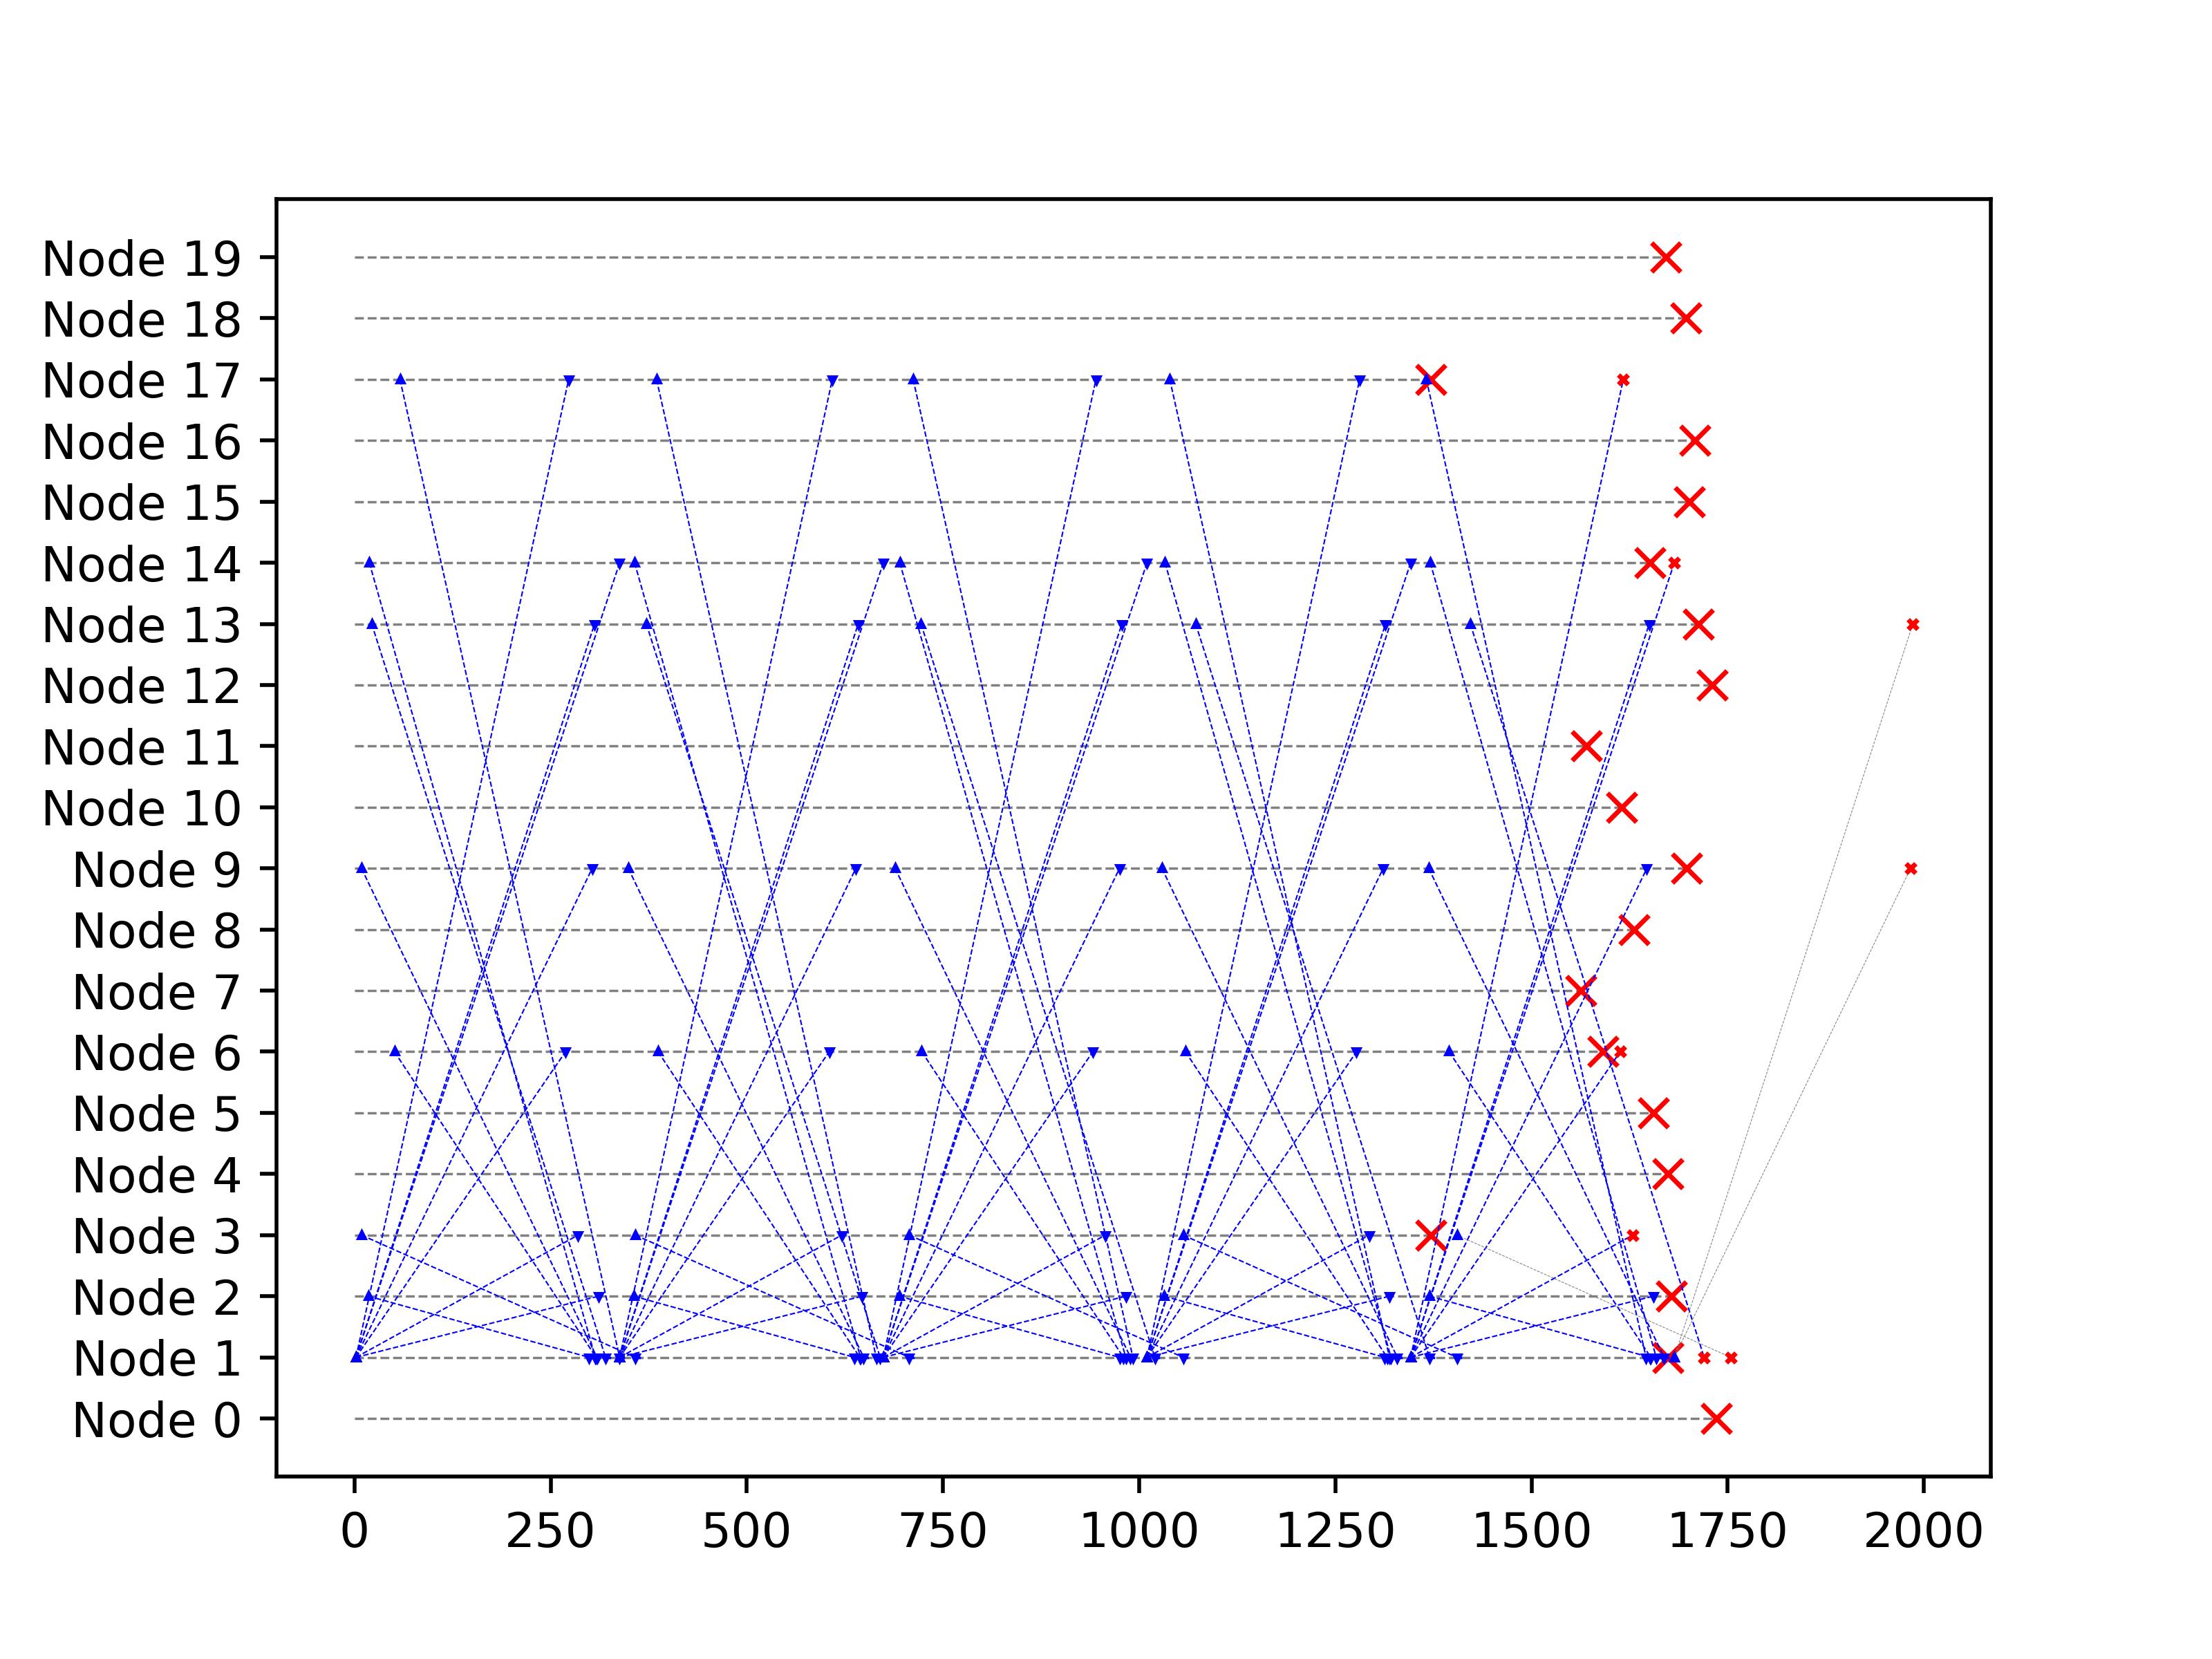 Node 19
Node 18
Node 17
Node 16
Node 15
Node 14
Node 13
Node 12
Node 11
Node 10
Node 9
Node 8
Node 7
Node 6
Node 5
Node 4
Node 3
Node 2
Node 1
Node 0
0 250 500 750 1000 1250 1500 1750 2000